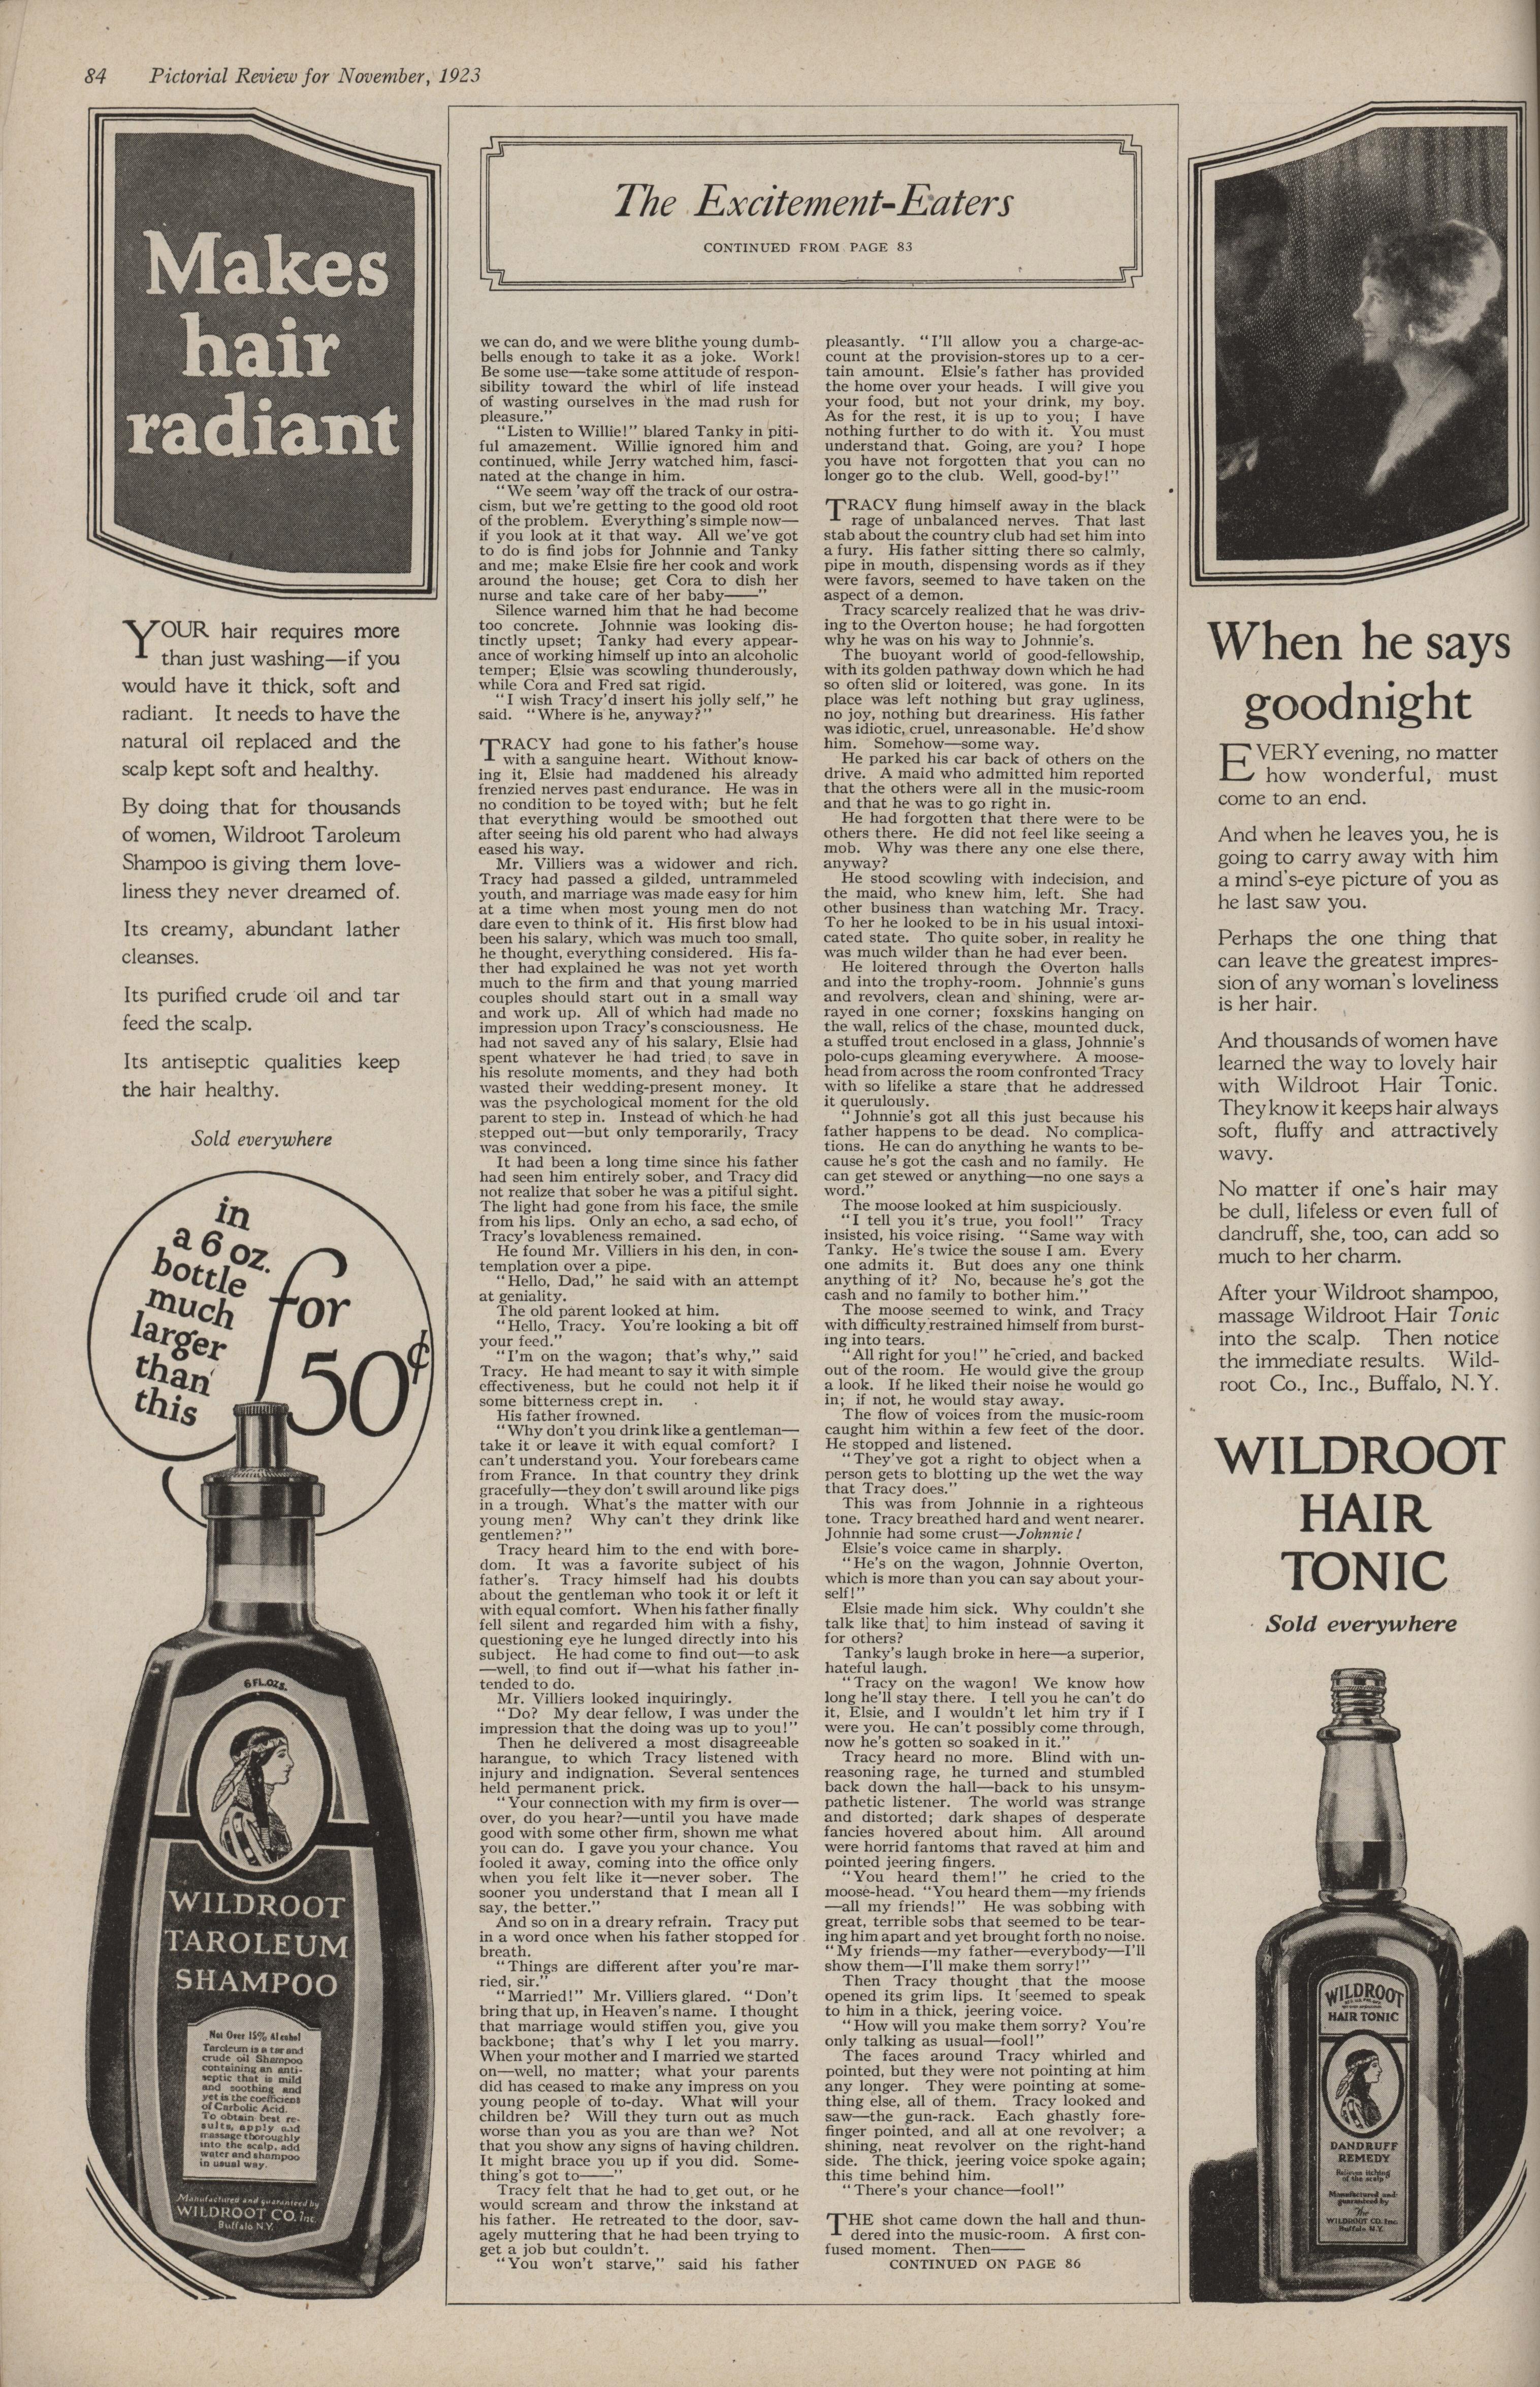 84 Pictorial Review for November, 1923
Makes
hair
radiant
YOUR hair requires more
than just washing—if you
would have it thick, soft and
radiant. It needs to have the
natural oil replaced and the
scalp kept soft and healthy.
By doing that for thousands
of women, Wildroot Taroleum
Shampoo is giving them love-
liness they never dreamed of.
Its creamy, abundant lather
cleanses.
Its purified crude oil and tar
feed the scalp.
Its antiseptic qualities keep
the hair healthy.
Sold everywhere
in
a 6 oz.
bottle
much
larger
than
this
for
50¢
6 FL. OZS.
WILDROOT
TAROLEUM
SHAMPOO
Not Over 15% Alcohol
Taroleum is a tar and
crude oil Shampoo
containing an anti-
septic that is mild
and soothing and
yet is the coefficient
of Carbolic Acid.
To obtain best re-
sults, apply and
massage thoroughly
into the scalp, add
water and shampoo
in usual way.
Manufactured and guaranteed by
WILDROOT CO. Inc.
Buffalo N.Y.
The Excitement-Eaters
CONTINUED FROM PAGE 83
we can do, and we were blithe young dumb-
bells enough to take it as a joke. Work!
Be some use—take some attitude of respon-
sibility toward the whirl of life instead
of wasting ourselves in the mad rush for
pleasure."
"Listen to Willie!" blared Tanky in piti-
ful amazement. Willie ignored him and
continued, while Jerry watched him, fasci-
nated at the change in him.
"We seem 'way off the track of our ostra-
cism, but we're getting to the good old root
of the problem. Everything's simple now—
if you look at it that way. All we've got
to do is find jobs for Johnnie and Tanky
and me; make Elsie fire her cook and work
around the house; get Cora to dish her
nurse and take care of her baby——"
Silence warned him that he had become
too concrete. Johnnie was looking dis-
tinctly upset; Tanky had every appear-
ance of working himself up into an alcoholic
temper; Elsie was scowling thunderously,
while Cora and Fred sat rigid.
"I wish Tracy'd insert his jolly self," he
said. "Where is he, anyway?"
TRACY had gone to his father's house
with a sanguine heart. Without know-
ing it, Elsie had maddened his already
frenzied nerves past endurance. He was in
no condition to be toyed with; but he felt
that everything would be smoothed out
after seeing his old parent who had always
eased his way.
Mr. Villiers was a widower and rich.
Tracy had passed a gilded, untrammeled
youth, and marriage was made easy for him
at a time when most young men do not
dare even to think of it. His first blow had
been his salary, which was much too small,
he thought, everything considered. His fa-
ther had explained he was not yet worth
much to the firm and that young married
couples should start out in a small way
and work up. All of which had made no
impression upon Tracy's consciousness. He
had not saved any of his salary, Elsie had
spent whatever he had tried to save in
his resolute moments, and they had both
wasted their wedding-present money. It
was the psychological moment for the old
parent to step in. Instead of which he had
stepped out—but only temporarily, Tracy
was convinced.
It had been a long time since his father
had seen him entirely sober, and Tracy did
not realize that sober he was a pitiful sight.
The light had gone from his face, the smile
from his lips. Only an echo, a sad echo, of
Tracy's lovableness remained.
He found Mr. Villiers in his den, in con-
templation over a pipe.
"Hello, Dad," he said with an attempt
at geniality.
The old parent looked at him.
"Hello, Tracy. You're looking a bit off
your feed."
"I'm on the wagon; that's why," said
Tracy. He had meant to say it with simple
effectiveness, but he could not help it if
some bitterness crept in.
His father frowned.
"Why don't you drink like a gentleman—
take it or leave it with equal comfort? I
can't understand you. Your forebears came
from France. In that country they drink
gracefully—they don't swill around like pigs
in a trough. What's the matter with our
young men? Why can't they drink like
gentlemen?"
Tracy heard him to the end with bore-
dom. It was a favorite subject of his
father's. Tracy himself had his doubts
about the gentleman who took it or left it
with equal comfort. When his father finally
fell silent and regarded him with a fishy,
questioning eye he lunged directly into his
subject. He had come to find out—to ask
—well, to find out if—what his father in-
tended to do.
Mr. Villiers looked inquiringly.
"Do? My dear fellow, I was under the
impression that the doing was up to you!"
Then he delivered a most disagreeable
harangue, to which Tracy listened with
injury and indignation. Several sentences
held permanent prick.
"Your connection with my firm is over—
over, do you hear?—until you have made
good with some other firm, shown me what
you can do. I gave you your chance. You
fooled it away, coming into the office only
when you felt like it—never sober. The
sooner you understand that I mean all I
say, the better."
And so on in a dreary refrain. Tracy put
in a word once when his father stopped for
breath.
"Things are different after you're mar-
ried, sir."
"Married!" Mr. Villiers glared. "Don't
bring that up, in Heaven's name. I thought
that marriage would stiffen you, give you
backbone; that's why I let you marry.
When your mother and I married we started
on—well, no matter; what your parents
did has ceased to make any impress on you
young people of to-day. What will your
children be? Will they turn out as much
worse than you as you are than we? Not
that you show any signs of having children.
It might brace you up if you did. Some-
thing's got to——"
Tracy felt that he had to get out, or he
would scream and throw the inkstand at
his father. He retreated to the door, sav-
agely muttering that he had been trying to
get a job but couldn't.
"You won't starve," said his father
pleasantly. "I'll allow you a charge-ac-
count at the provision-stores up to a cer-
tain amount. Elsie's father has provided
the home over your heads. I will give you
your food, but not your drink, my boy.
As for the rest, it is up to you; I have
nothing further to do with it. You must
understand that. Going, are you? I hope
you have not forgotten that you can no
longer go to the club. Well, good-by!"
TRACY flung himself away in the black
rage of unbalanced nerves. That last
stab about the country club had set him into
a fury. His father sitting there so calmly,
pipe in mouth, dispensing words as if they
were favors, seemed to have taken on the
aspect of a demon.
Tracy scarcely realized that he was driv-
ing to the Overton house; he had forgotten
why he was on his way to Johnnie's.
The buoyant world of good-fellowship,
with its golden pathway down which he had
so often slid or loitered, was gone. In its
place was left nothing but gray ugliness,
no joy, nothing but dreariness. His father
was idiotic, cruel, unreasonable. He'd show
him. Somehow—some way.
He parked his car back of others on the
drive. A maid who admitted him reported
that the others were all in the music-room
and that he was to go right in.
He had forgotten that there were to be
others there. He did not feel like seeing a
mob. Why was there any one else there,
anyway?
He stood scowling with indecision, and
the maid, who knew him, left. She had
other business than watching Mr. Tracy.
To her he looked to be in his usual intoxi-
cated state. Tho quite sober, in reality he
was much wilder than he had ever been.
He loitered through the Overton halls
and into the trophy-room. Johnnie's guns
and revolvers, clean and shining, were ar-
rayed in one corner; foxskins hanging on
the wall, relics of the chase, mounted duck,
a stuffed trout enclosed in a glass, Johnnie's
polo-cups gleaming everywhere. A moose-
head from across the room confronted Tracy
with so lifelike a stare that he addressed
it querulously.
"Johnnie's got all this just because his
father happens to be dead. No complica-
tions. He can do anything he wants to be-
cause he's got the cash and no family. He
can get stewed or anything—no one says a
word."
The moose looked at him suspiciously.
"I tell you it's true, you fool!" Tracy
insisted, his voice rising. "Same way with
Tanky. He's twice the souse I am. Every
one admits it. But does any one think
anything of it? No, because he's got the
cash and no family to bother him."
The moose seemed to wink, and Tracy
with difficulty restrained himself from burst-
ing into tears.
"All right for you!" he cried, and backed
out of the room. He would give the group
a look. If he liked their noise he would go
in; if not, he would stay away.
The flow of voices from the music-room
caught him within a few feet of the door.
He stopped and listened.
"They've got a right to object when a
person gets to blotting up the wet the way
that Tracy does."
This was from Johnnie in a righteous
tone. Tracy breathed hard and went nearer.
Johnnie had some crust—Johnnie!
Elsie's voice came in sharply.
"He's on the wagon, Johnnie Overton,
which is more than you can say about your-
self!"
Elsie made him sick. Why couldn't she
talk like that] to him instead of saving it
for others?
Tanky's laugh broke in here—a superior,
hateful laugh.
"Tracy on the wagon! We know how
long he'll stay there. I tell you he can't do
it, Elsie, and I wouldn't let him try if I
were you. He can't possibly come through,
now he's gotten so soaked in it."
Tracy heard no more. Blind with un-
reasoning rage, he turned and stumbled
back down the hall—back to his unsym-
pathetic listener. The world was strange
and distorted; dark shapes of desperate
fancies hovered about him. All around
were horrid fantoms that raved at him and
pointed jeering fingers.
"You heard them!" he cried to the
moose-head. "You heard them—my friends
—all my friends!" He was sobbing with
great, terrible sobs that seemed to be tear-
ing him apart and yet brought forth no noise.
"My friends—my father—everybody—I'll
show them—I'll make them sorry!"
Then Tracy thought that the moose
opened its grim lips. It seemed to speak
to him in a thick, jeering voice.
"How will you make them sorry? You're
only talking as usual—fool!"
The faces around Tracy whirled and
pointed, but they were not pointing at him
any longer. They were pointing at some-
thing else, all of them. Tracy looked and
saw—the gun-rack. Each ghastly fore-
finger pointed, and all at one revolver; a
shining, neat revolver on the right-hand
side. The thick, jeering voice spoke again;
this time behind him.
"There's your chance—fool!"
THE shot came down the hall and thun-
dered into the music-room. A first con-
fused moment. Then——
CONTINUED ON PAGE 86
When he says
goodnight
EVERY evening, no matter
how wonderful, must
come to an end.
And when he leaves you, he is
going to carry away with him
a mind's-eye picture of you as
he last saw you.
Perhaps the one thing that
can leave the greatest impres-
sion of any woman's loveliness
is her hair.
And thousands of women have
learned the way to lovely hair
with Wildroot Hair Tonic.
They know it keeps hair always
soft, fluffy and attractively
wavy.
No matter if one's hair may
be dull, lifeless or even full of
dandruff, she, too, can add so
much to her charm.
After your Wildroot shampoo,
massage Wildroot Hair Tonic
into the scalp. Then notice
the immediate results. Wild-
root Co., Inc., Buffalo, N.Y.
WILDROOT
HAIR
TONIC
Sold everywhere
WILDROOT
HAIR TONIC
DANDRUFF
REMEDY
Relieves itching
of the scalp
Manufactured and
guaranteed by
The
WILDROOT CO. Inc.
Buffalo N.Y.